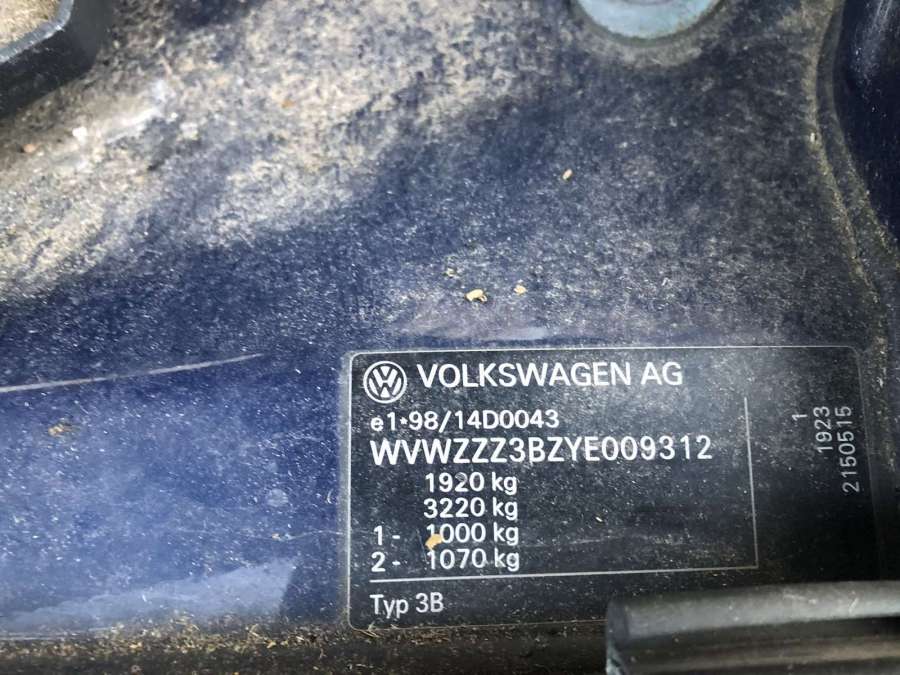 VOLKSWAGEN AG
e1*98/14D0043
WVWZZZ3BZYE009312
1920 kg
3220 kg
1- 1000 kg
2- 1070 kg
Typ 3B
1
1923
2150515